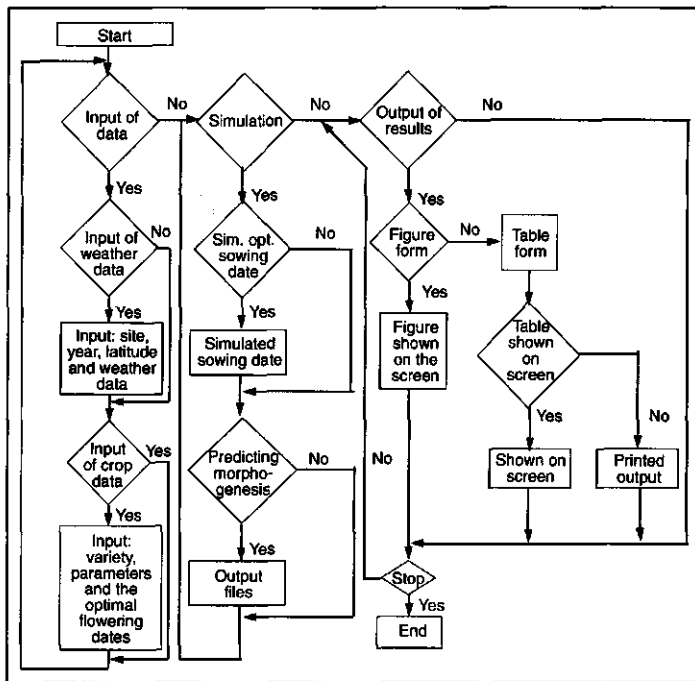 Start
Input of
data
No
Yes
Input of
weather
data
No
Yes
Input: site,
year, latitude
and weather
data
Input
of crop
data
Yes
Yes
Input:
variety,
parameters
and the
optimal
flowering
dates
Simulation
No
Yes
Sim. opt.
sowing
date
No
Yes
Simulated
sowing date
Predicting
morpho-
genesis
No
Yes
Output
files
Output of
results
No
Yes
Figure
form
No
Yes
Figure
shown
on the
screen
Table
form
Table
shown
on
screen
Yes
No
Shown on
screen
Printed
output
No
Stop
Yes
End